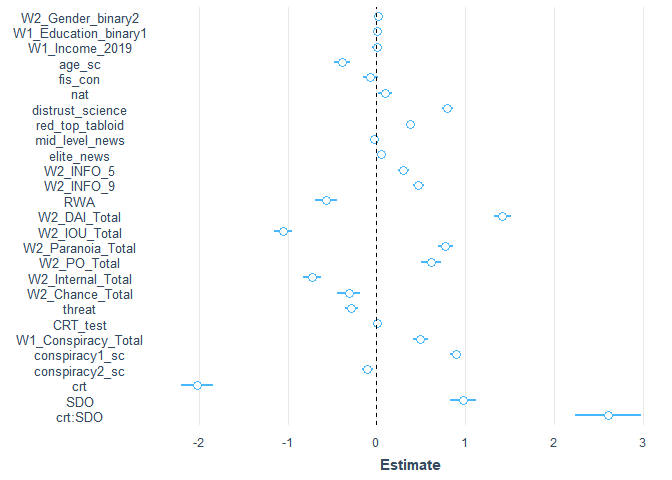 W2_Gender_binary2
W1_Education_binary1
W1_Income_2019
age_sc
fis_con
nat
distrust_science
red_top_tabloid
mid_level_news
elite_news
W2_INFO_5
W2_INFO_9
RWA
W2_DAI_Total
W2_IOU_Total
W2_Paranoia_Total
W2_PO_Total
W2_Internal_Total
W2_Chance_Total
threat
CRT_test
W1_Conspiracy_Total
conspiracy1_sc
conspiracy2_sc
crt
SDO
crt:SDO
-2 -1 0 1 2 3
Estimate